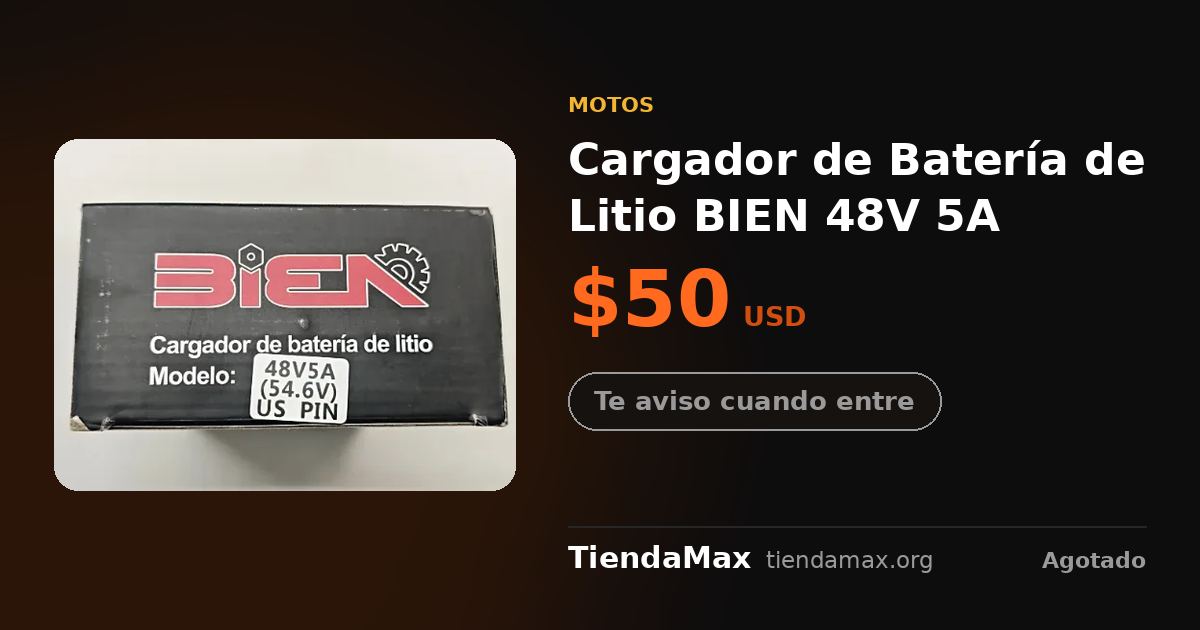 MOTOS
Cargador de Batería de
Litio BIEN 48V 5A
$50 USD
Te aviso cuando entre
TiendaMax tiendamax.org Agotado
BIEN
Cargador de batería de litio
Modelo:
48V5A
(54.6V)
US PIN